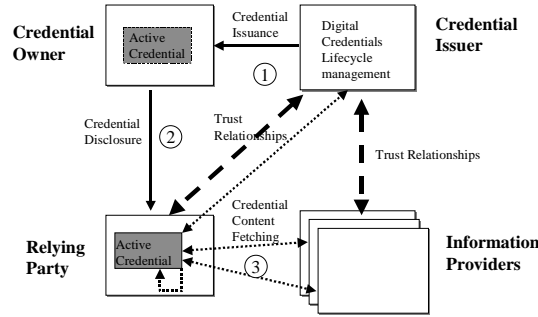 Credential
Owner
Active
Credential
Credential
Issuance
1
Digital
Credentials
Lifecycle
management
Credential
Issuer
Credential
Disclosure
2
Trust
Relationships
Trust Relationships
Relying
Party
Active
Credential
Credential
Content
Fetching
3
Information
Providers